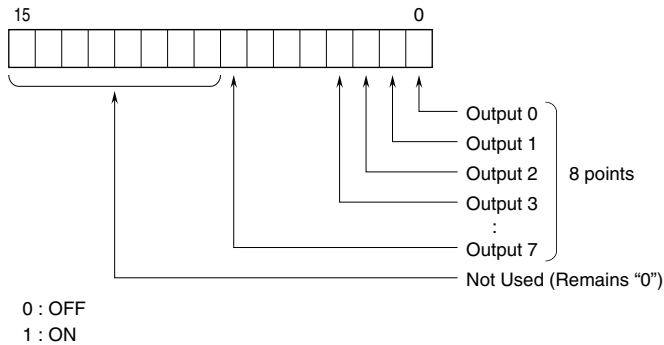 15 0
Output 0
Output 1
Output 2 8 points
Output 3
:
Output 7
Not Used (Remains “0”)
0 : OFF
1 : ON